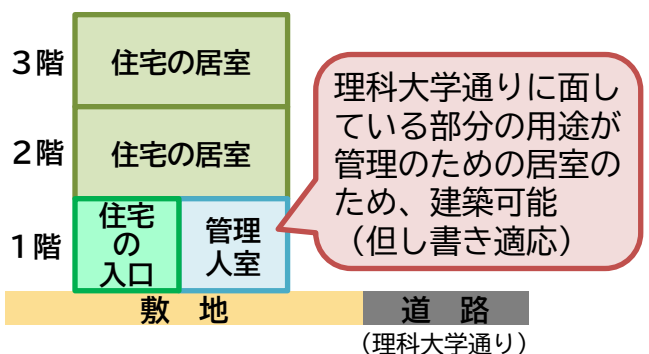 3階
住宅の居室
2階
住宅の居室
1階
住宅
の
入口
管理
人室
理科大学通りに面し
ている部分の用途が
管理のための居室の
ため、建築可能
（但し書き適応）
敷 地
道 路
（理科大学通り）